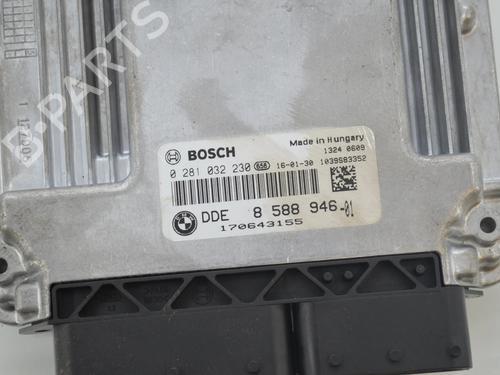 B-PARTS
BOSCH
Made in Hungary
1324 0609
0 281 032 230 656 16-01-30 1039S83352
DDE 8 588 946-01
170643155